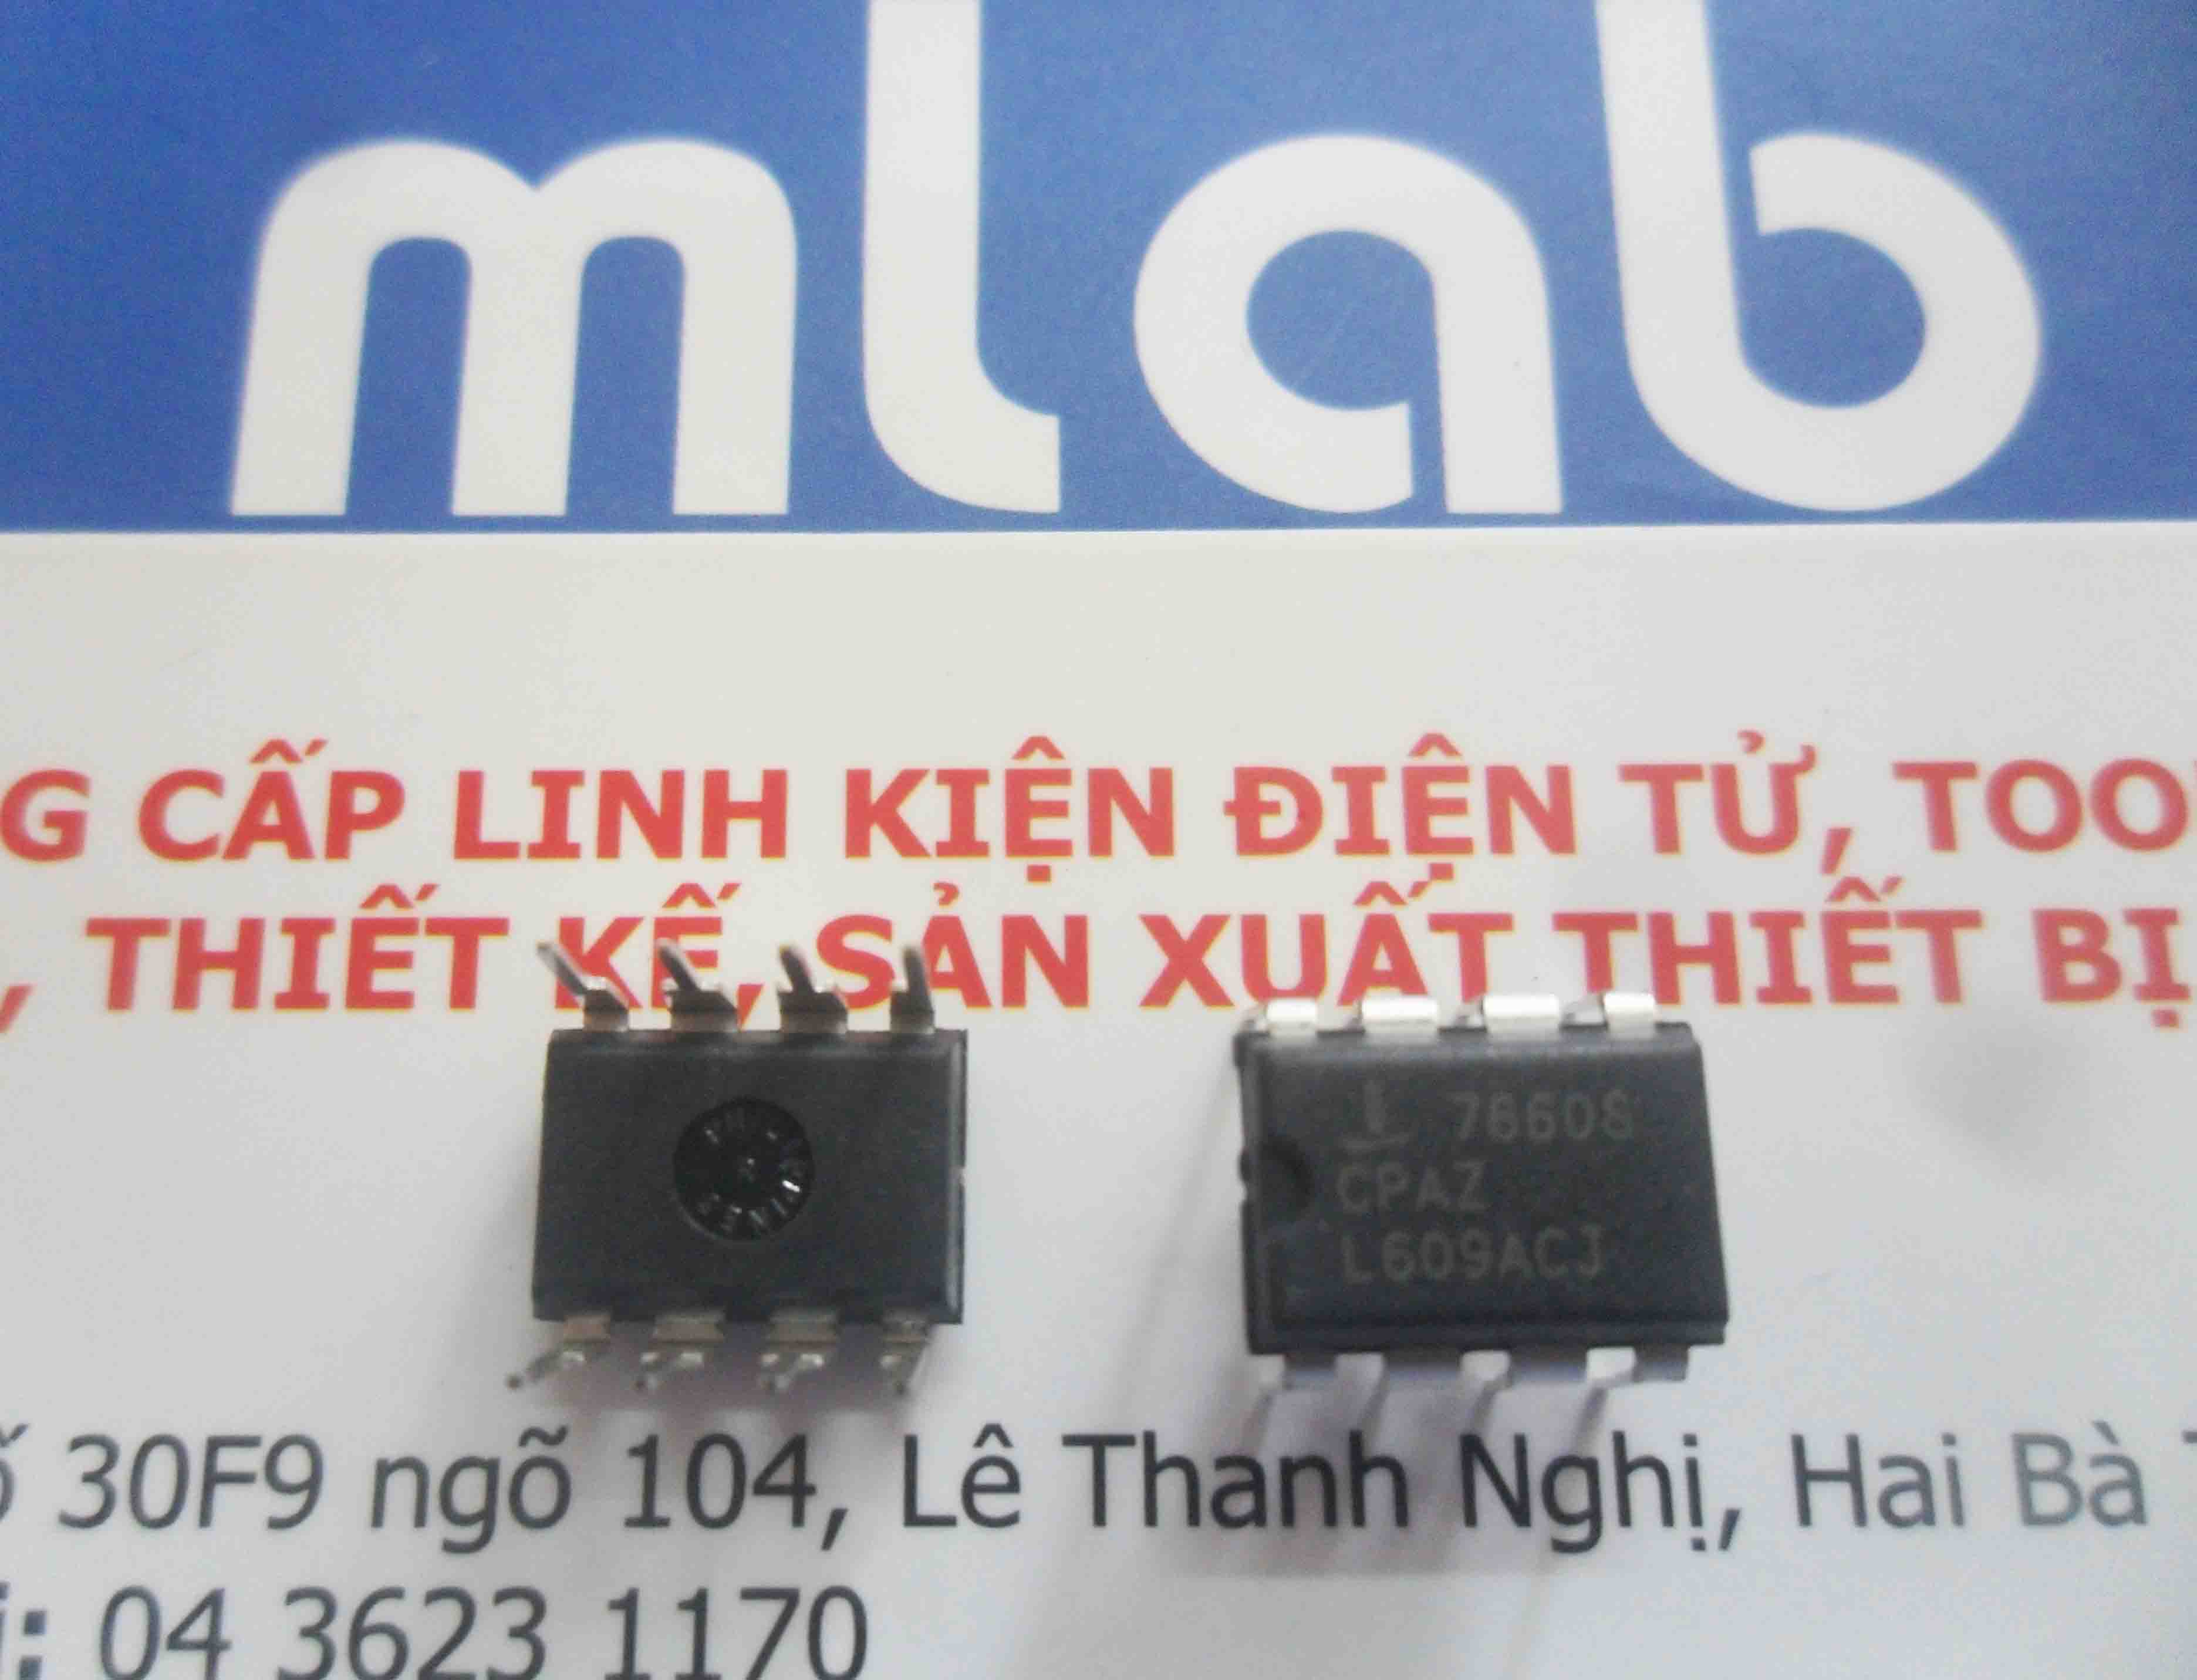 mlab
G CẤP LINH KIỆN ĐIỆN TỬ, TOO
, THIẾT KẾ, SẢN XUẤT THIẾT BỊ
7660S
CPAZ
L609ACJ
ố 30F9 ngõ 104, Lê Thanh Nghị, Hai Bà T
i: 04 3623 1170